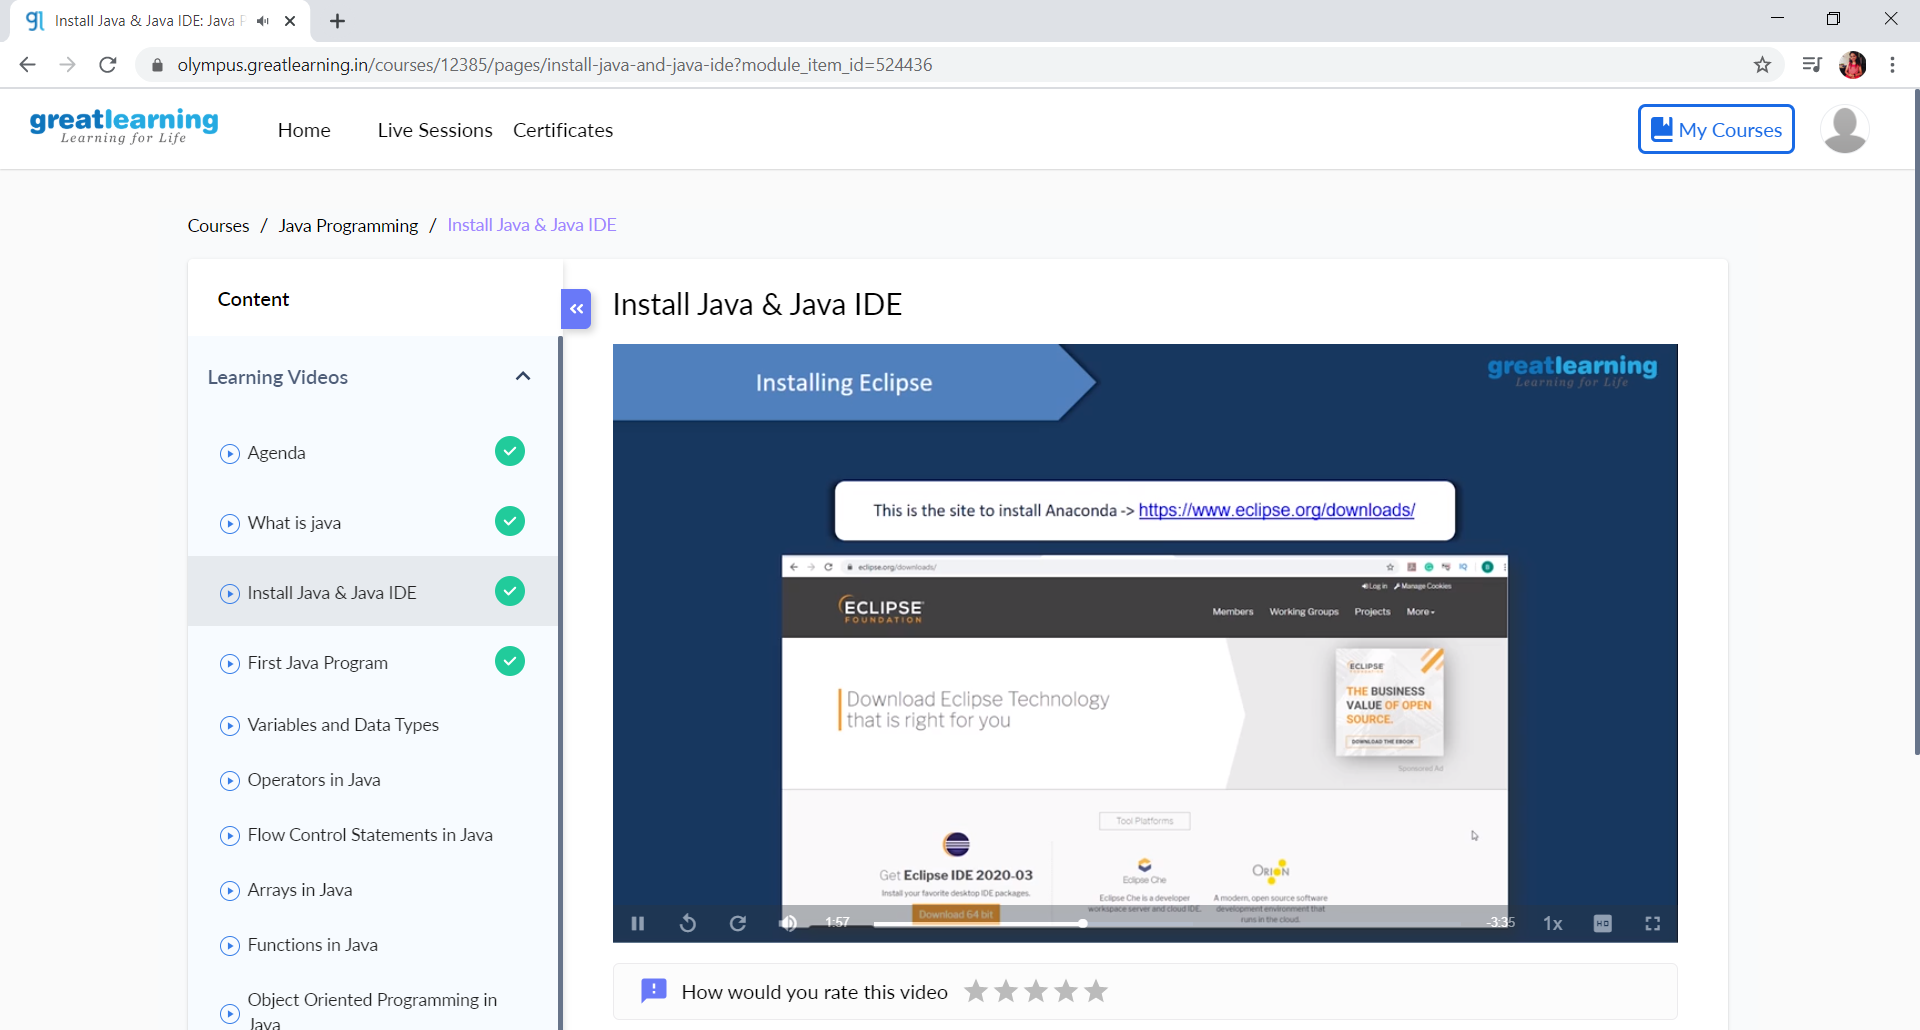 gl Install Java & Java IDE: Java P
olympus.greatlearning.in/courses/12385/pages/install-java-and-java-ide?module_item_id=524436
greatlearning
Learning for Life
Home Live Sessions Certificates
My Courses
Courses / Java Programming / Install Java & Java IDE
Content
Learning Videos
Agenda
What is java
Install Java & Java IDE
First Java Program
Variables and Data Types
Operators in Java
Flow Control Statements in Java
Arrays in Java
Functions in Java
Object Oriented Programming in
Java
Install Java & Java IDE
Installing Eclipse
greatlearning
Learning for Life
This is the site to install Anaconda -> https://www.eclipse.org/downloads/
eclipse.org/downloads/
Log in Manage Cookies
ECLIPSE
FOUNDATION
Members Working Groups Projects More
Download Eclipse Technology
that is right for you
ECLIPSE
FOUNDATION
THE BUSINESS
VALUE OF OPEN
SOURCE.
DOWNLOAD THE EBOOK
Sponsored Ad
Tool Platforms
Get Eclipse IDE 2020-03
Install your favorite desktop IDE packages.
Download 64 bit
Eclipse Che
Eclipse Che is a developer
workspace server and cloud IDE.
ORION
A modern, open source software
development environment that
runs in the cloud.
1:57 -3:35 1x HD
How would you rate this video